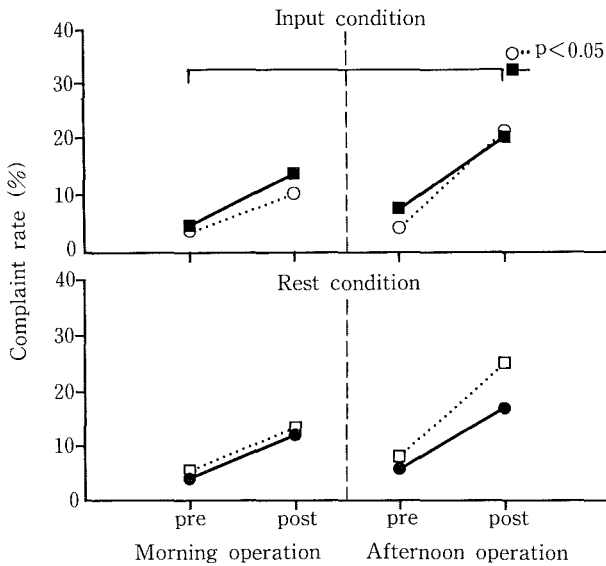 Input condition
40
30
20
10
0
p<0.05
Complaint rate (%)
Rest condition
40
30
20
10
0
pre post pre post
Morning operation Afternoon operation